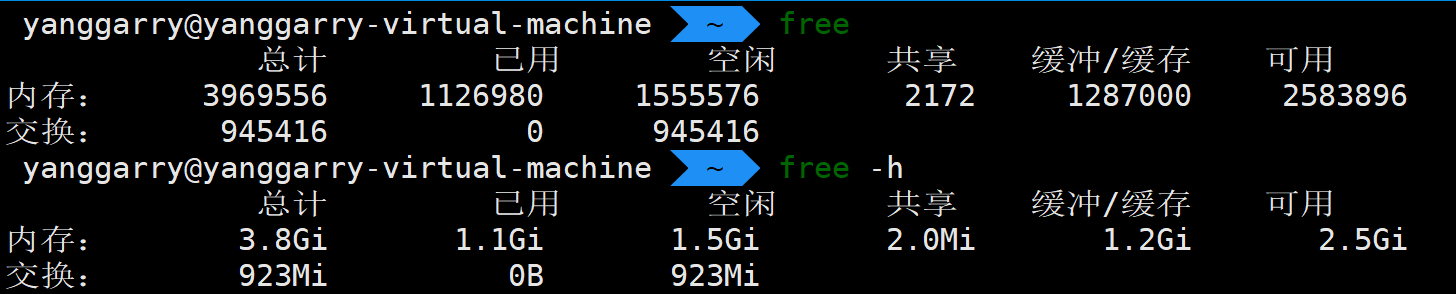 yanggarry@yanggarry-virtual-machine ~ free
总计 已用 空闲 共享 缓冲/缓存 可用
内存: 3969556 1126980 1555576 2172 1287000 2583896
交换: 945416 0 945416
yanggarry@yanggarry-virtual-machine ~ free -h
总计 已用 空闲 共享 缓冲/缓存 可用
内存: 3.8Gi 1.1Gi 1.5Gi 2.0Mi 1.2Gi 2.5Gi
交换: 923Mi 0B 923Mi